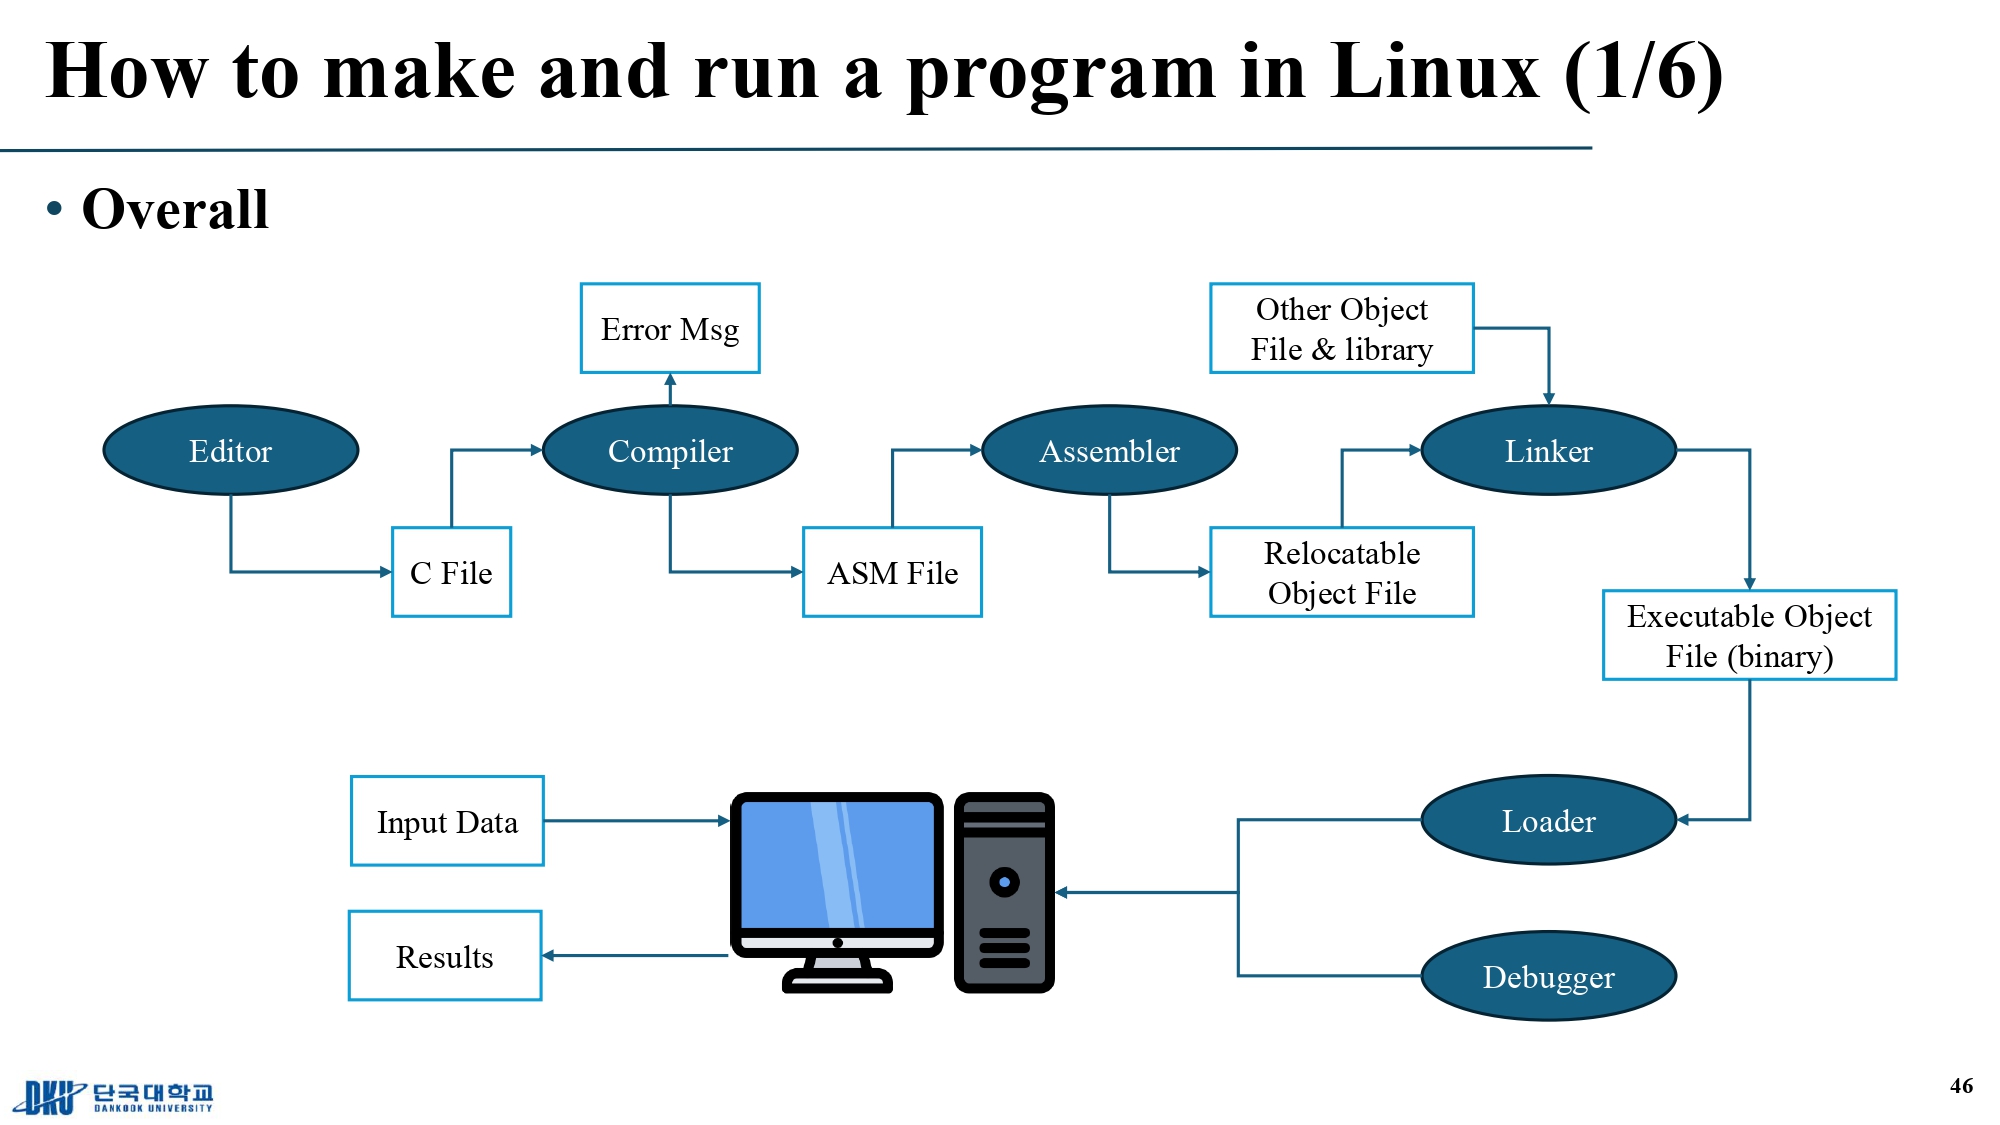 How to make and run a program in Linux (1/6)
• Overall
Error Msg
Other Object
File & library
Editor
Compiler
Assembler
Linker
C File
ASM File
Relocatable
Object File
Executable Object
File (binary)
Input Data
Loader
Results
Debugger
DKU 단국대학교
DANKOOK UNIVERSITY
46